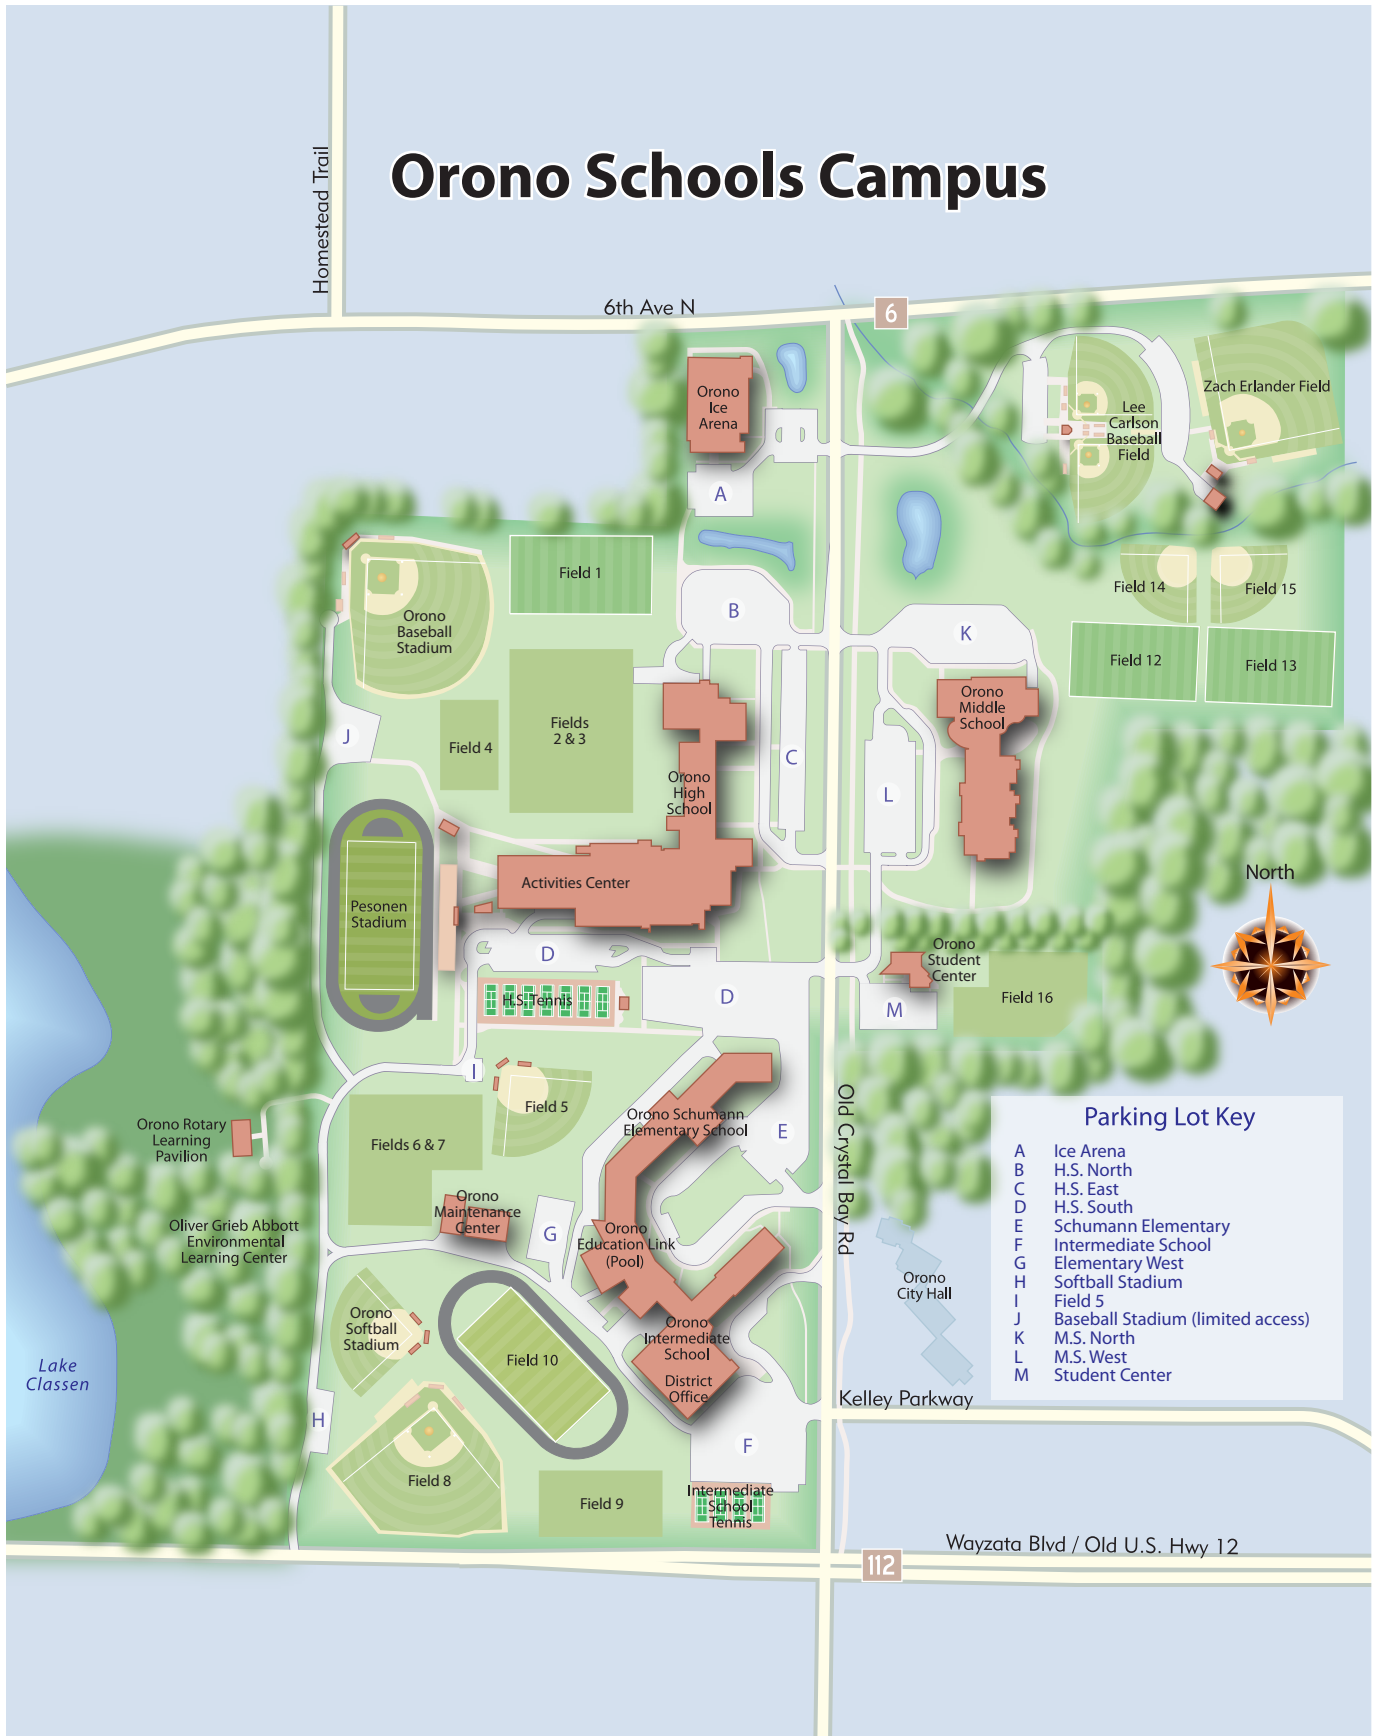 Orono Schools Campus
Homestead Trail
6th Ave N
6
Orono
Ice
Arena
A
Zach Erlander Field
Lee
Carlson
Baseball
Field
Field 1
Field 14
Field 15
Orono
Baseball
Stadium
B
K
Field 12
Field 13
Orono
Middle
School
Fields
2 & 3
Field 4
J
C
Orono
High
School
L
Activities Center
Pesonen
Stadium
North
D
Orono
Student
Center
H.S. Tennis
D
Field 16
M
I
Field 5
Orono Schumann
Elementary School
E
Old Crystal Bay Rd
Orono Rotary
Learning
Pavilion
Fields 6 & 7
Parking Lot Key
A Ice Arena
B H.S. North
C H.S. East
D H.S. South
E Schumann Elementary
F Intermediate School
G Elementary West
H Softball Stadium
I Field 5
J Baseball Stadium (limited access)
K M.S. North
L M.S. West
M Student Center
Orono
Maintenance
Center
G
Orono
Education Link
(Pool)
Oliver Grieb Abbott
Environmental
Learning Center
Orono
City Hall
Orono
Softball
Stadium
Orono
Intermediate
School
District
Office
Field 10
Lake
Classen
Kelley Parkway
H
F
Field 8
Field 9
Intermediate
School
Tennis
Wayzata Blvd / Old U.S. Hwy 12
112